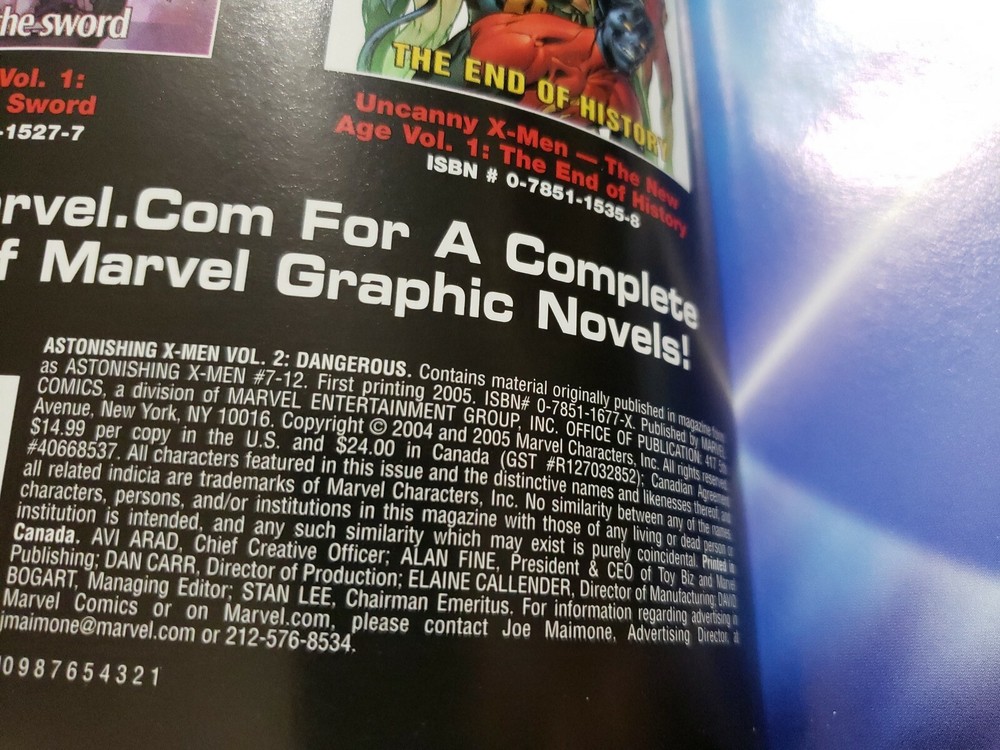 the sword
THE END OF HISTORY
Vol. 1:
Sword
-1527-7
Uncanny X-Men — The New
Age Vol. 1: The End of History
ISBN # 0-7851-1535-8
arvel.Com For A Complete
f Marvel Graphic Novels!
ASTONISHING X-MEN VOL. 2: DANGEROUS. Contains material originally published in magazine form
as ASTONISHING X-MEN #7-12. First printing 2005. ISBN# 0-7851-1677-X. Published by MARVEL
COMICS, a division of MARVEL ENTERTAINMENT GROUP, INC. OFFICE OF PUBLICATION: 417 5th
Avenue, New York, NY 10016. Copyright © 2004 and 2005 Marvel Characters, Inc. All rights reserved.
$14.99 per copy in the U.S. and $24.00 in Canada (GST #R127032852); Canadian Agreement
#40668537. All characters featured in this issue and the distinctive names and likenesses thereof, and
all related indicia are trademarks of Marvel Characters, Inc. No similarity between any of the names,
characters, persons, and/or institutions in this magazine with those of any living or dead person or
institution is intended, and any such similarity which may exist is purely coincidental. Printed in
Canada. AVI ARAD, Chief Creative Officer; ALAN FINE, President & CEO of Toy Biz and Marvel
Publishing; DAN CARR, Director of Production; ELAINE CALLENDER, Director of Manufacturing; DAVID
BOGART, Managing Editor; STAN LEE, Chairman Emeritus. For information regarding advertising in
Marvel Comics or on Marvel.com, please contact Joe Maimone, Advertising Director, at
jmaimone@marvel.com or 212-576-8534.
10 9 8 7 6 5 4 3 2 1